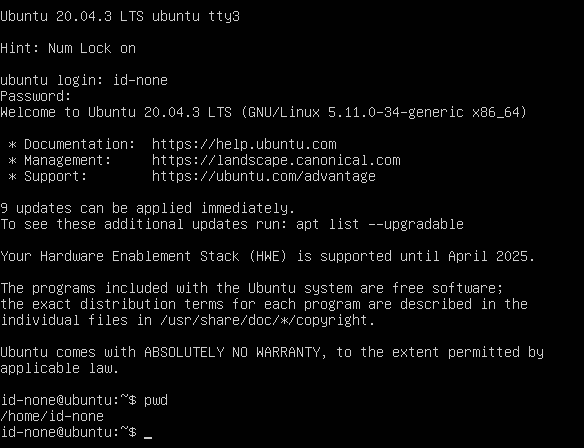 Ubuntu 20.04.3 LTS ubuntu tty3
Hint: Num Lock on
ubuntu login: id-none
Password:
Welcome to Ubuntu 20.04.3 LTS (GNU/Linux 5.11.0-34-generic x86_64)
* Documentation:  https://help.ubuntu.com
* Management:     https://landscape.canonical.com
* Support:        https://ubuntu.com/advantage
9 updates can be applied immediately.
To see these additional updates run: apt list --upgradable
Your Hardware Enablement Stack (HWE) is supported until April 2025.
The programs included with the Ubuntu system are free software;
the exact distribution terms for each program are described in the
individual files in /usr/share/doc/*/copyright.
Ubuntu comes with ABSOLUTELY NO WARRANTY, to the extent permitted by
applicable law.
id-none@ubuntu:~$ pwd
/home/id-none
id-none@ubuntu:~$ _